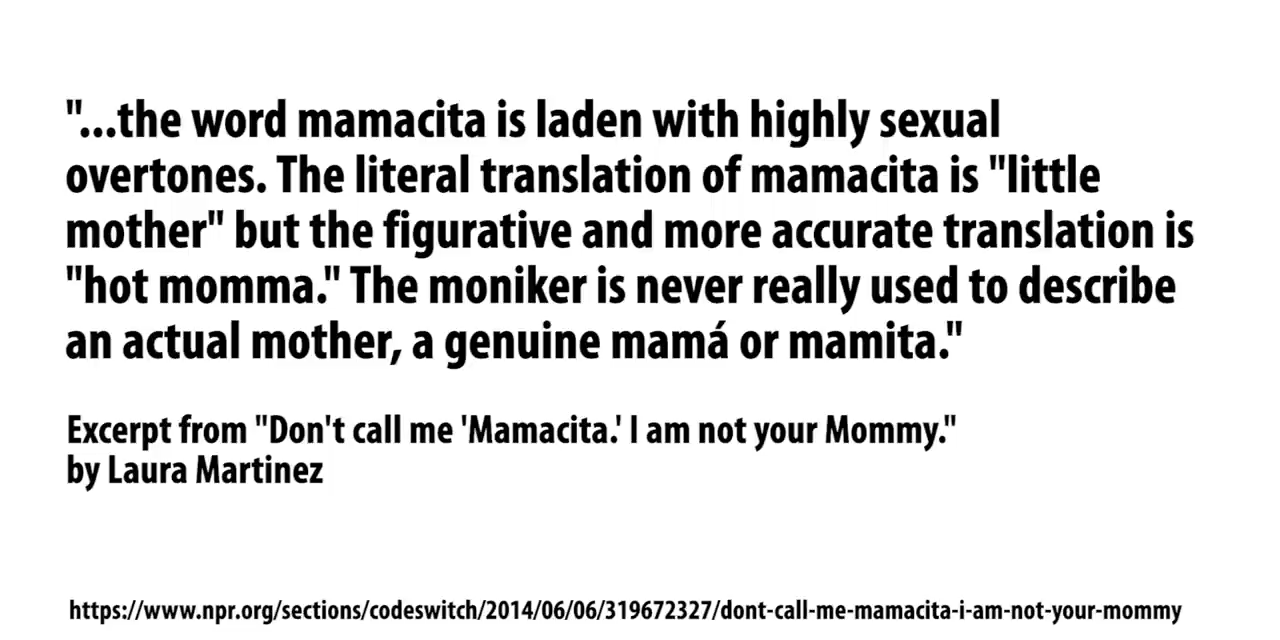 "...the word mamacita is laden with highly sexual
overtones. The literal translation of mamacita is "little
mother" but the figurative and more accurate translation is
"hot momma." The moniker is never really used to describe
an actual mother, a genuine mamá or mamita."
Excerpt from "Don't call me 'Mamacita.' I am not your Mommy."
by Laura Martinez
https://www.npr.org/sections/codeswitch/2014/06/06/319672327/dont-call-me-mamacita-i-am-not-your-mommy